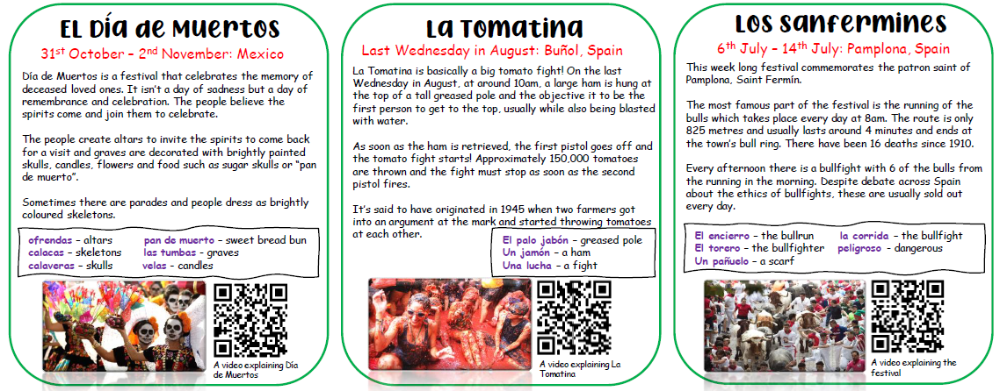 El Día de Muertos
31st October – 2nd November: Mexico
Día de Muertos is a festival that celebrates the memory of
deceased loved ones. It isn't a day of sadness but a day of
remembrance and celebration. The people believe the
spirits come and join them to celebrate.
The people create altars to invite the spirits to come back
for a visit and graves are decorated with brightly painted
skulls, candles, flowers and food such as sugar skulls or "pan
de muerto".
Sometimes there are parades and people dress as brightly
coloured skeletons.
ofrendas – altars
calacas – skeletons
calaveras – skulls
pan de muerto – sweet bread bun
las tumbas – graves
velas – candles
A video explaining Día
de Muertos
La Tomatina
Last Wednesday in August: Buñol, Spain
La Tomatina is basically a big tomato fight! On the last
Wednesday in August, at around 10am, a large ham is hung at
the top of a tall greased pole and the objective it to be the
first person to get to the top, usually while also being blasted
with water.
As soon as the ham is retrieved, the first pistol goes off and
the tomato fight starts! Approximately 150,000 tomatoes
are thrown and the fight must stop as soon as the second
pistol fires.
It's said to have originated in 1945 when two farmers got
into an argument at the mark and started throwing tomatoes
at each other.
El palo jabón – greased pole
Un jamón – a ham
Una lucha – a fight
A video explaining La
Tomatina
Los Sanfermines
6th July – 14th July: Pamplona, Spain
This week long festival commemorates the patron saint of
Pamplona, Saint Fermín.
The most famous part of the festival is the running of the
bulls which takes place every day at 8am. The route is only
825 metres and usually lasts around 4 minutes and ends at
the town's bull ring. There have been 16 deaths since 1910.
Every afternoon there is a bullfight with 6 of the bulls from
the running in the morning. Despite debate across Spain
about the ethics of bullfights, these are usually sold out
every day.
El encierro – the bullrun
El torero – the bullfighter
Un pañuelo – a scarf
la corrida – the bullfight
peligroso – dangerous
A video explaining the
festival